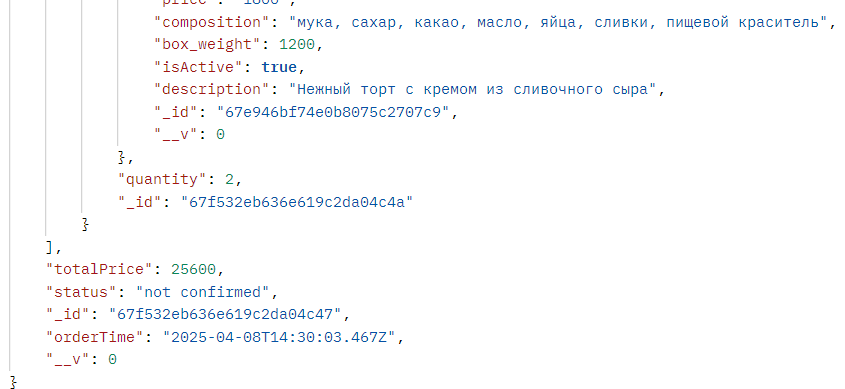 "composition": "мука, сахар, какао, масло, яйца, сливки, пищевой краситель",
"box_weight": 1200,
"isActive": true,
"description": "Нежный торт с кремом из сливочного сыра",
"_id": "67e946bf74e0b8075c2707c9",
"__v": 0
},
"quantity": 2,
"_id": "67f532eb636e619c2da04c4a"
}
],
"totalPrice": 25600,
"status": "not confirmed",
"_id": "67f532eb636e619c2da04c47",
"orderTime": "2025-04-08T14:30:03.467Z",
"__v": 0
}